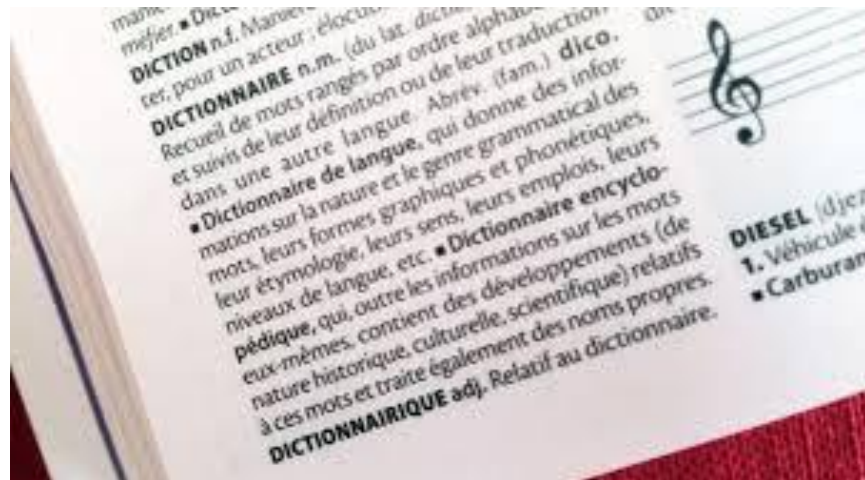 méfier. ■ Dict
DICTION n.f. Manière
ter, pour un acteur ; élocu
DICTIONNAIRE n.m. (du lat. dictio
Recueil de mots rangés par ordre alphab
et suivis de leur définition ou de leur traduction
dans une autre langue. Abrév. (fam.) dico.
■ Dictionnaire de langue, qui donne des infor-
mations sur la nature et le genre grammatical des
mots, leurs formes graphiques et phonétiques,
leur étymologie, leurs sens, leurs emplois, leurs
niveaux de langue, etc. ■ Dictionnaire encyclo-
pédique, qui, outre les informations sur les mots
eux-mêmes, contient des développements (de
nature historique, culturelle, scientifique) relatifs
à ces mots et traite également des noms propres.
DICTIONNAIRIQUE adj. Relatif au dictionnaire.
DIESEL (dje
1. Véhicule
■ Carburan